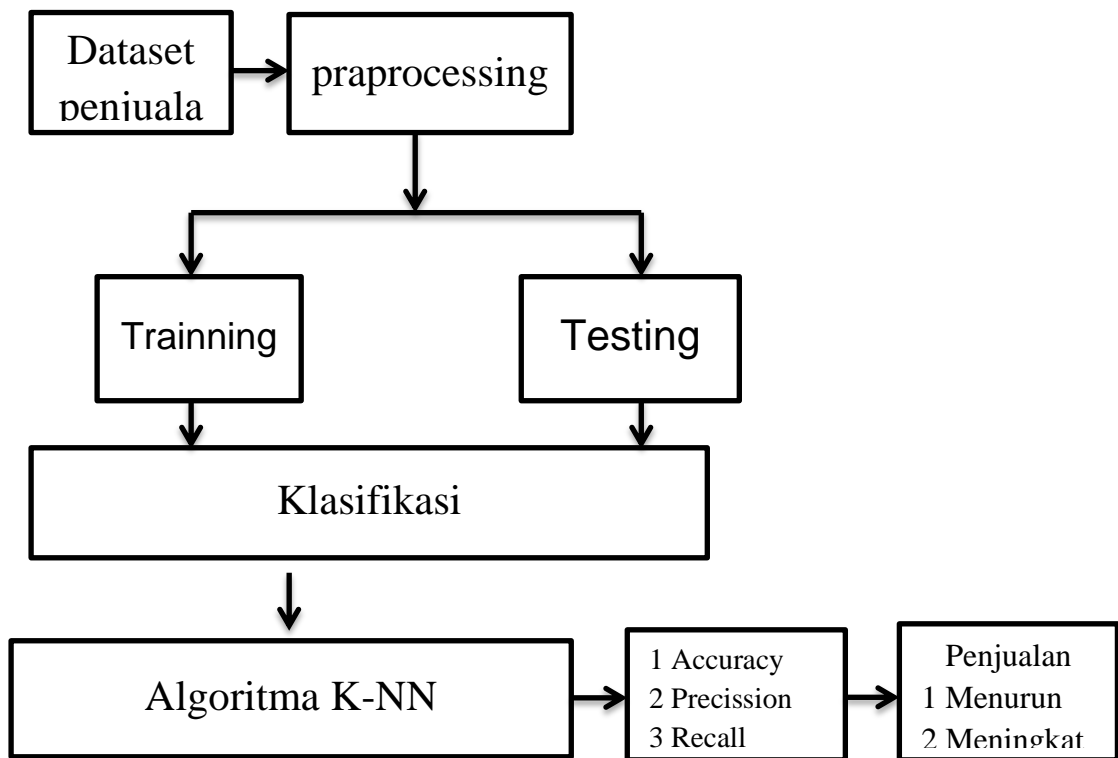 Dataset
penjuala
praprocessing
Trainning
Testing
Klasifikasi
Algoritma K-NN
1 Accuracy
2 Precission
3 Recall
Penjualan
1 Menurun
2 Meningkat